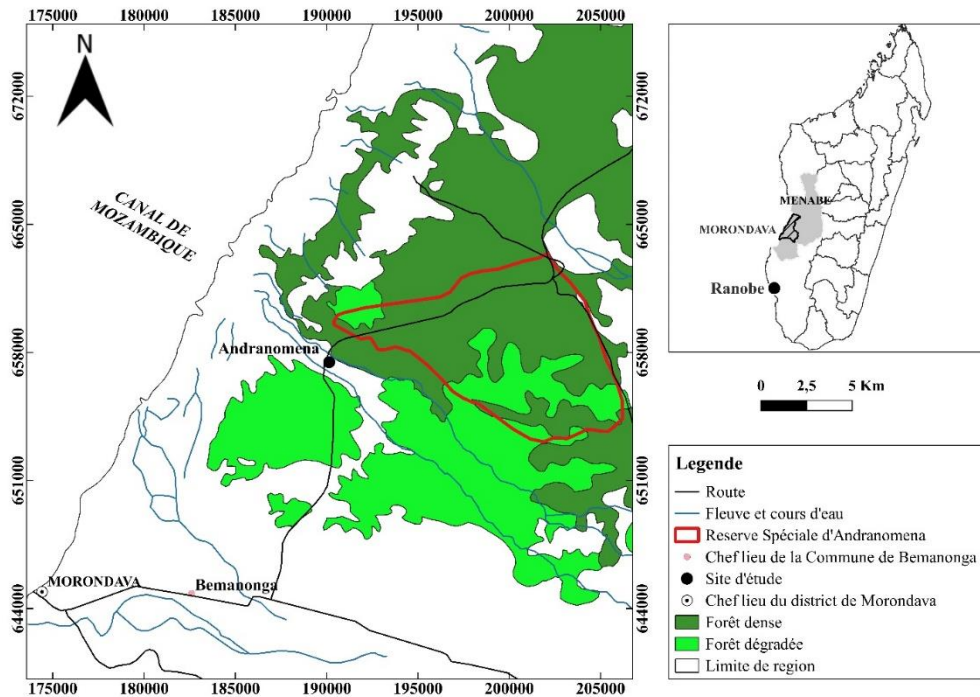 175000 180000 185000 190000 195000 200000 205000
N
672000
665000
658000
651000
644000
CANAL DE
MOZAMBIQUE
Andranomena
MORONDAVA
Bemanonga
672000
665000
658000
651000
644000
175000 180000 185000 190000 195000 200000 205000
MENABE
MORONDAVA
Ranobe
0 2,5 5 Km
Legende
Route
Fleuve et cours d'eau
Reserve Spéciale d'Andranomena
Chef lieu de la Commune de Bemanonga
Site d'étude
Chef lieu du district de Morondava
Forêt dense
Forêt dégradée
Limite de region